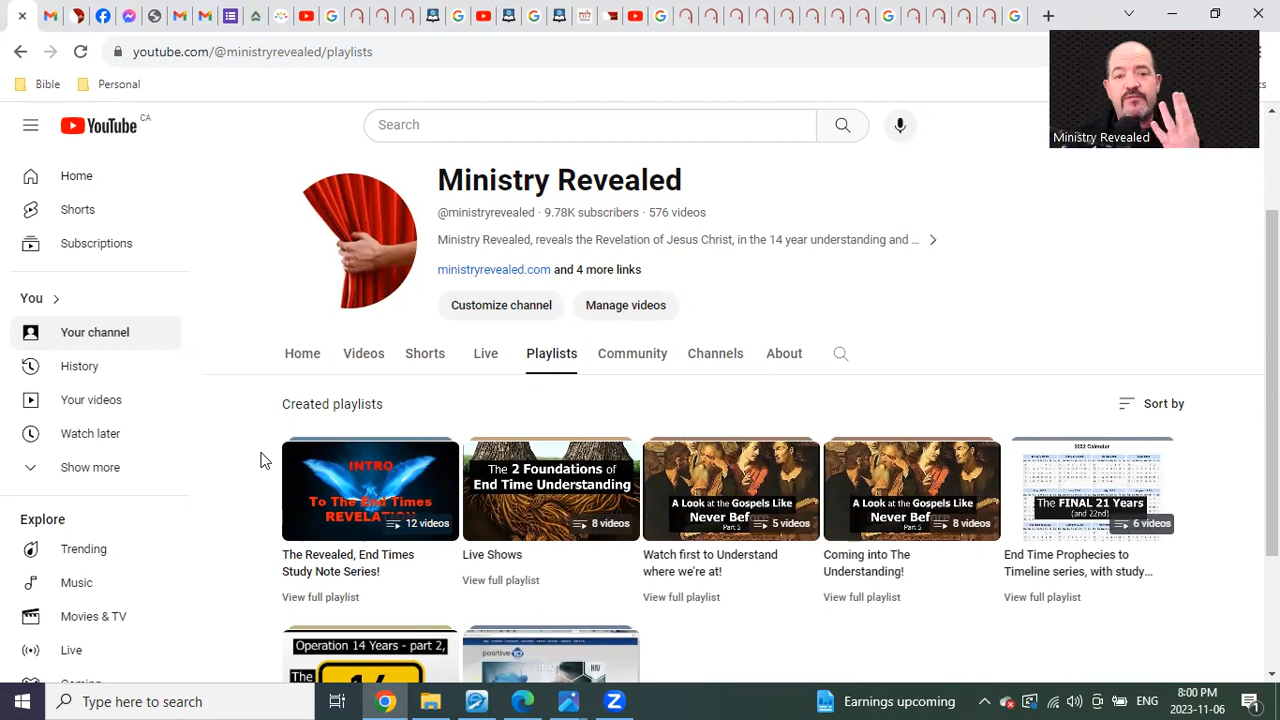 youtube.com/@ministryrevealed/playlists
Bible
Personal
Ministry Revealed
YouTube CA
Search
Home
Shorts
Subscriptions
You
Your channel
History
Your videos
Watch later
Show more
Explore
Trending
Music
Movies & TV
Live
Ministry Revealed
@ministryrevealed · 9.78K subscribers · 576 videos
Ministry Revealed, reveals the Revelation of Jesus Christ, in the 14 year understanding and ...
ministryrevealed.com and 4 more links
Customize channel
Manage videos
Home Videos Shorts Live Playlists Community Channels About
Created playlists
Sort by
INTRO
To The End Times
REVELATION
12 videos
The Revealed, End Times
Study Note Series!
View full playlist
The 2 Foundations of
End Time Understanding
8 videos
Live Shows
View full playlist
A Look at the Gospels Like
Never Bef
Part 5
5 videos
Watch first to Understand
where we're at!
View full playlist
A Look at the Gospels Like
Never Bef
Part 5
8 videos
Coming into The
Understanding!
View full playlist
The FINAL 21 Years
(and 22nd)
6 videos
End Time Prophecies to
Timeline series, with study...
View full playlist
Operation 14 Years - part 2,
The
positive
HIV
Type here to search
Earnings upcoming
ENG
8:00 PM
2023-11-06